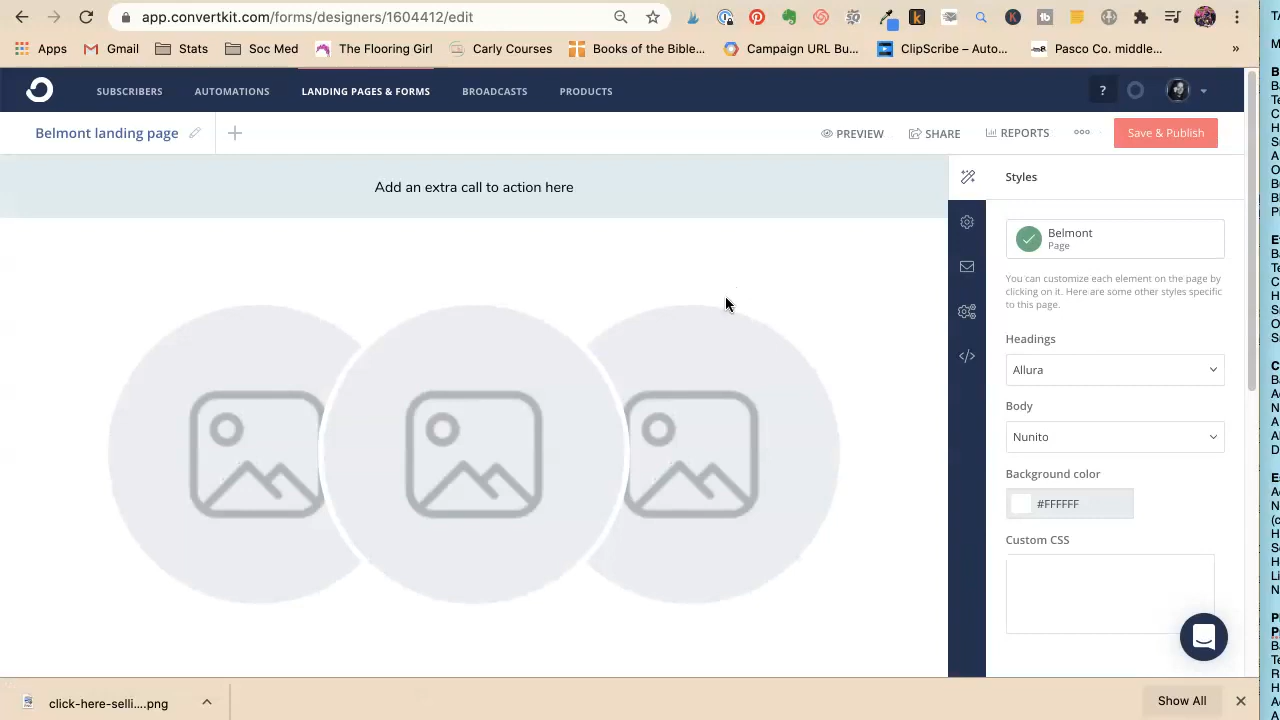 app.convertkit.com/forms/designers/1604412/edit
Apps
Gmail
Stats
Soc Med
The Flooring Girl
Carly Courses
Books of the Bible...
Campaign URL Bu...
ClipScribe – Auto...
Pasco Co. middle...
»
SUBSCRIBERS
AUTOMATIONS
LANDING PAGES & FORMS
BROADCASTS
PRODUCTS
?
Belmont landing page
PREVIEW
SHARE
REPORTS
Save & Publish
Add an extra call to action here
Styles
Belmont
Page
You can customize each element on the page by
clicking on it. Here are some other styles specific
to this page.
Headings
Allura
Body
Nunito
Background color
#FFFFFF
Custom CSS
click-here-selli....png
Show All